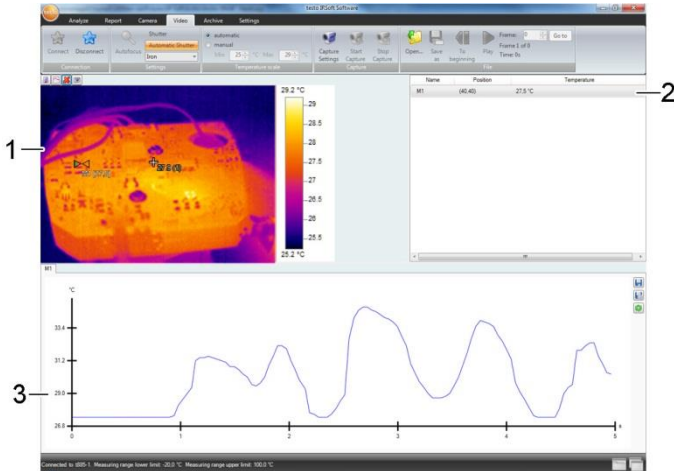 testo IRSoft Software
Analyze Report Camera Video Archive Settings
Connect Disconnect
Connection
Autofocus
Shutter
Automatic Shutter
Iron
Settings
automatic
manual
Min 25 °C Max 28 °C
Temperature scale
Capture Settings
Start Capture
Stop Capture
Capture
Open... Save as To beginning Play
Frame: 0 Go to
Frame 1 of 6
Time: 0s
File
1
29.2 °C
29
28.5
28
27.5
27
26.5
26
25.5
25.2 °C
Name Position Temperature
M1 (40,40) 27.5 °C
2
M1
°C
33.4
31.2
29.0
26.8
0 1 2 3 4 5
s
3
Connected to t885-1. Measuring range lower limit: -20,0 °C. Measuring range upper limit: 100,0 °C